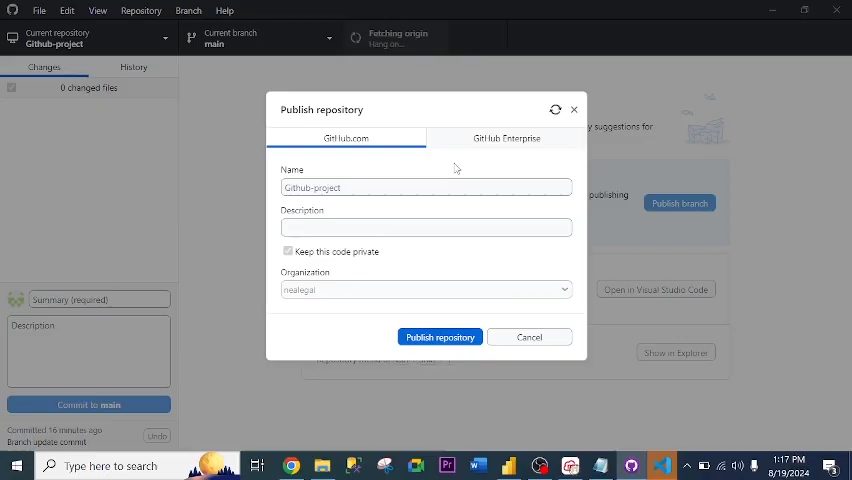 File Edit View Repository Branch Help
Current repository
Github-project
Current branch
main
Fetching origin
Hang on...
Changes
History
0 changed files
Publish repository
GitHub.com
GitHub Enterprise
Name
Github-project
Description
Keep this code private
Organization
nealegal
Publish repository
Cancel
y suggestions for
publishing
Publish branch
Open in Visual Studio Code
Show in Explorer
Summary (required)
Description
Commit to main
Committed 16 minutes ago
Branch update commit
Undo
Type here to search
1:17 PM
8/19/2024
3